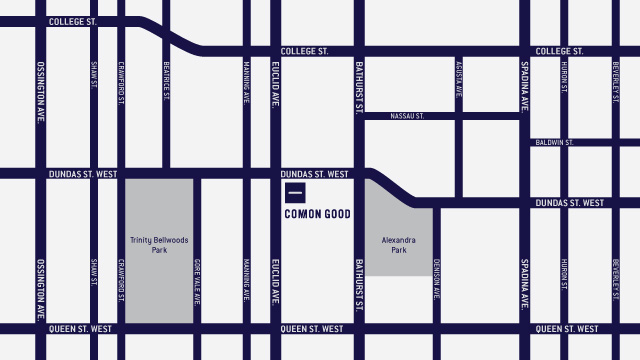 COLLEGE ST.
COLLEGE ST.
COLLEGE ST.
OSSINGTON AVE.
SHAW ST.
CRAWFORD ST.
BEATRICE ST.
MANNING AVE.
EUCLID AVE.
BATHURST ST.
AGUSTA AVE.
SPADINA AVE.
HURON ST.
BEVERLEY ST.
NASSAU ST.
BALDWIN ST.
DUNDAS ST. WEST
DUNDAS ST. WEST
DUNDAS ST. WEST
COMMON GOOD
Trinity Bellwoods
Park
Alexandra
Park
OSSINGTON AVE.
SHAW ST.
CRAWFORD ST.
GORE VALE AVE.
MANNING AVE.
EUCLID AVE.
BATHURST ST.
DENISON AVE.
SPADINA AVE.
HURON ST.
BEVERLEY ST.
QUEEN ST. WEST
QUEEN ST. WEST
QUEEN ST. WEST